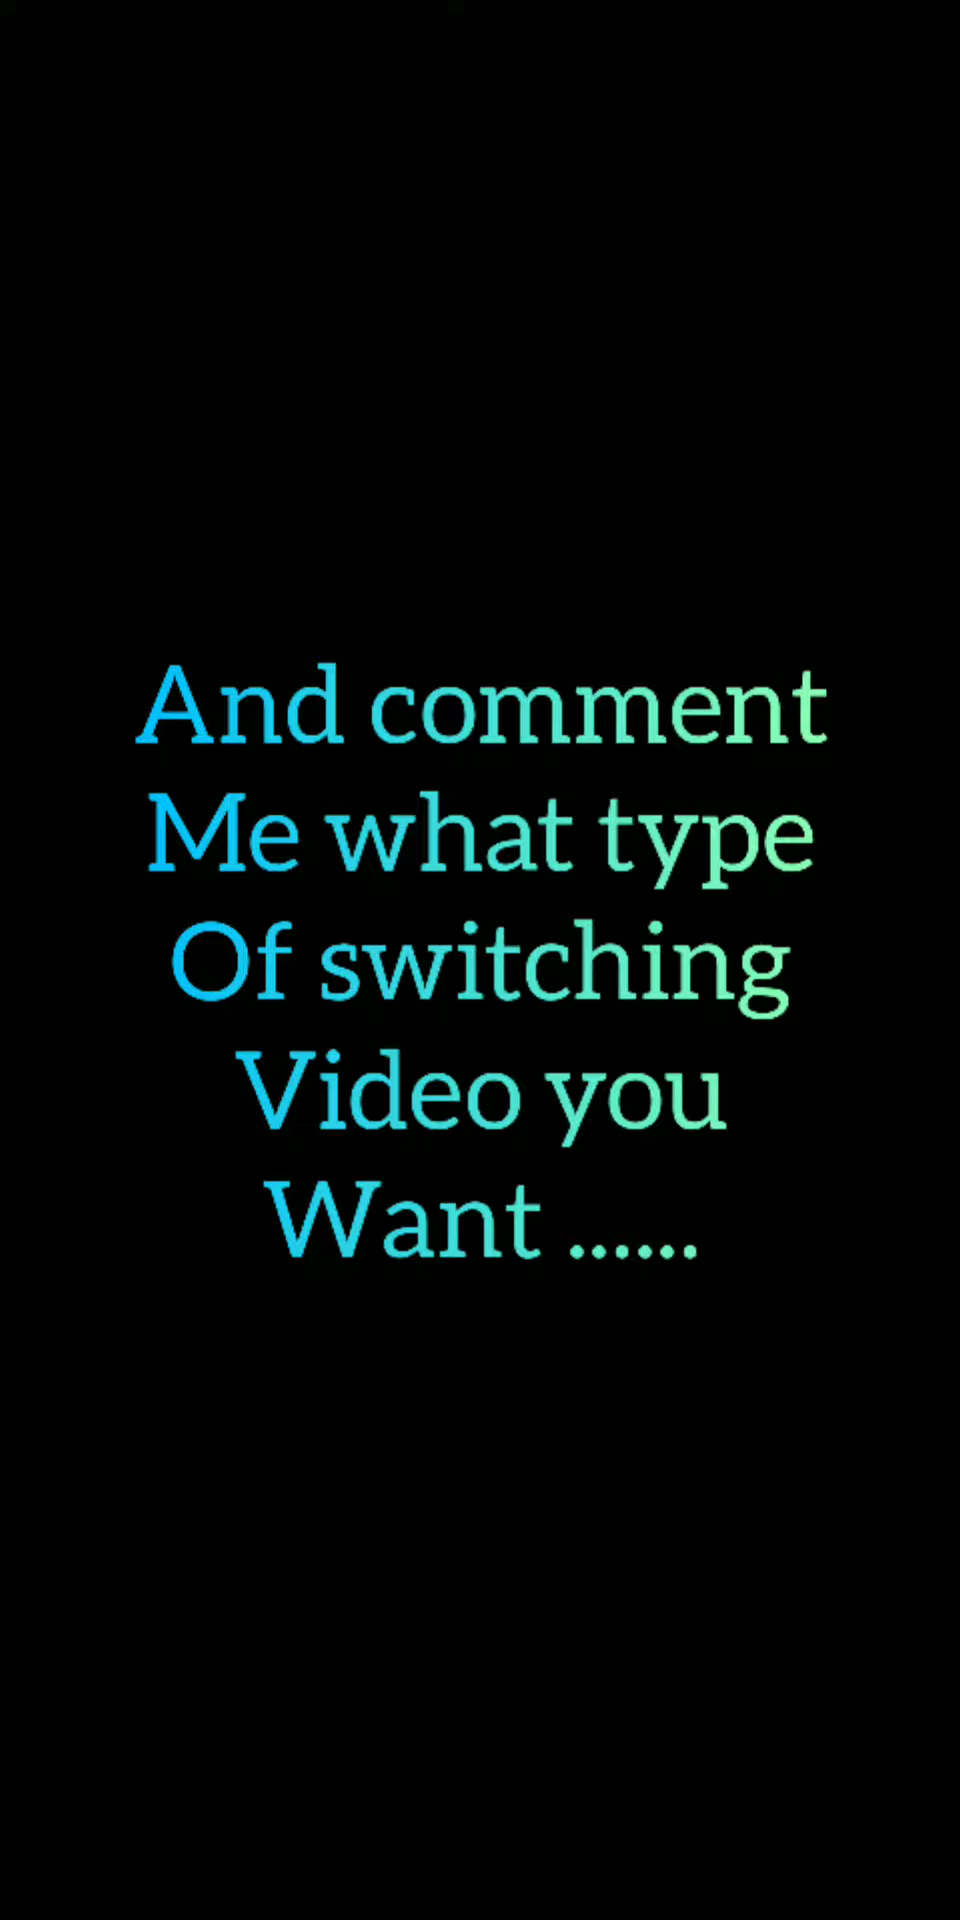 And comment
Me what type
Of switching
Video you
Want ......